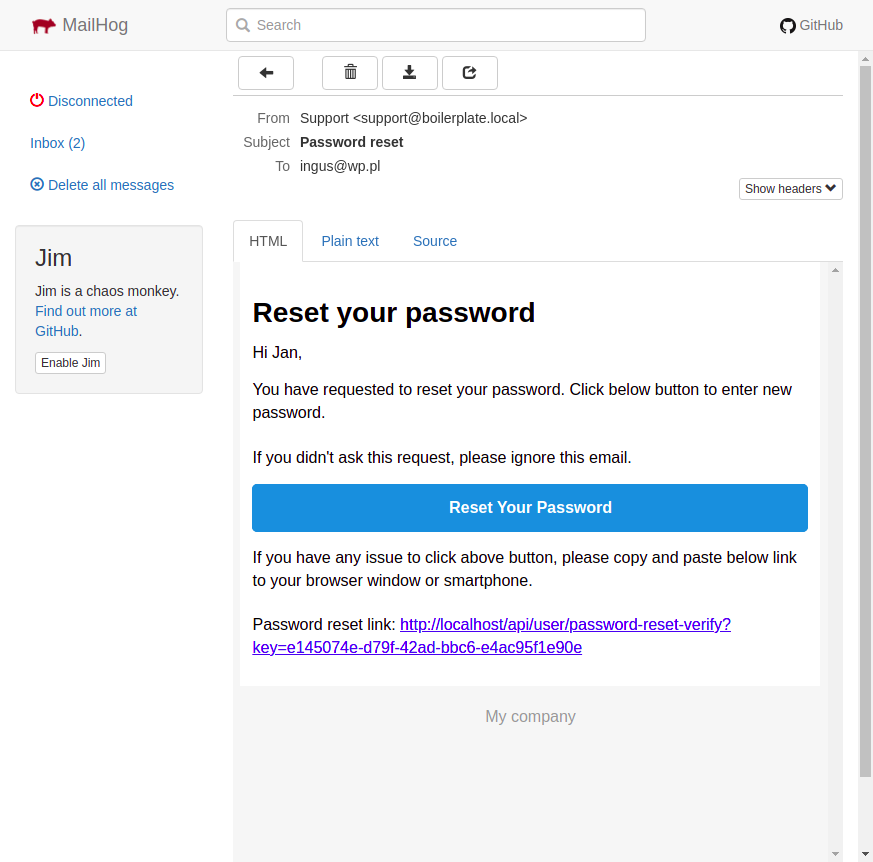 MailHog
Search
GitHub
Disconnected
Inbox (2)
Delete all messages
Jim
Jim is a chaos monkey.
Find out more at
GitHub.
Enable Jim
From Support <support@boilerplate.local>
Subject Password reset
To ingus@wp.pl
Show headers
HTML Plain text Source
Reset your password
Hi Jan,
You have requested to reset your password. Click below button to enter new
password.
If you didn't ask this request, please ignore this email.
Reset Your Password
If you have any issue to click above button, please copy and paste below link
to your browser window or smartphone.
Password reset link: http://localhost/api/user/password-reset-verify?
key=e145074e-d79f-42ad-bbc6-e4ac95f1e90e
My company